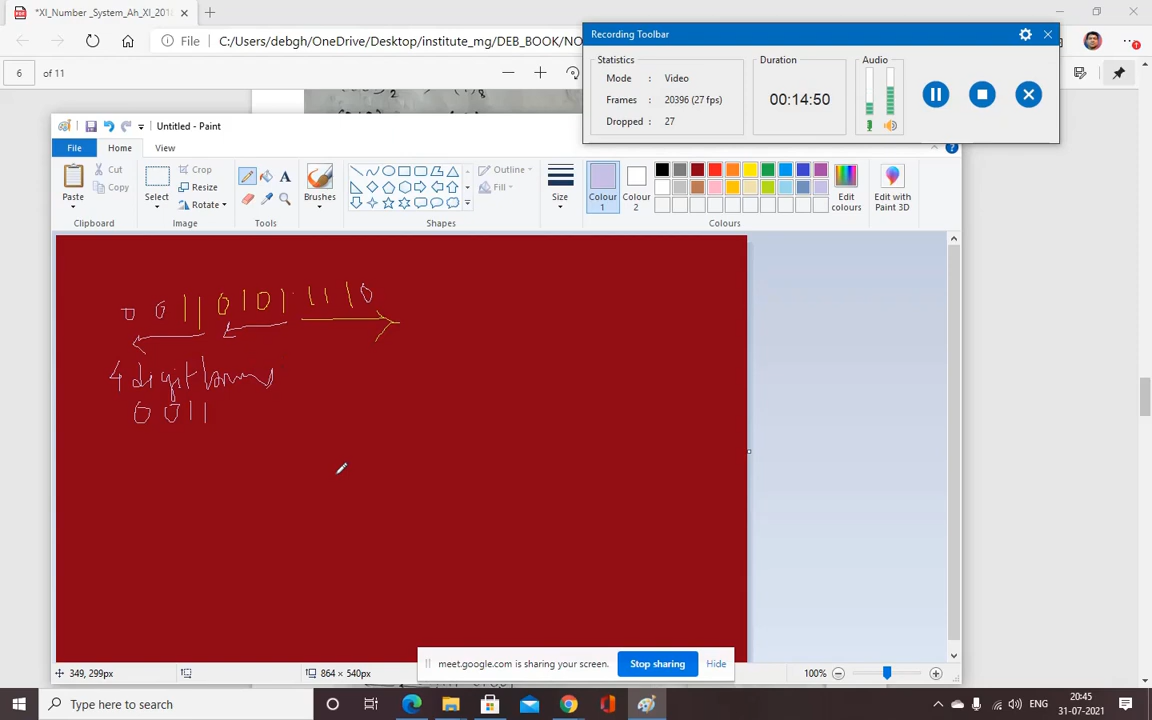 *XI_Number _System_Ah_XI_201
File
C:/Users/debgh/OneDrive/Desktop/institute_mg/DEB_BOOK/NO
6 of 11
Recording Toolbar
Statistics
Mode : Video
Frames : 20396 (27 fps)
Dropped : 27
Duration
00:14:50
Audio
Untitled - Paint
File Home View
Paste
Cut
Copy
Clipboard
Select
Crop
Resize
Rotate
Image
A
Tools
Brushes
Outline
Fill
Shapes
Size
Colour 1
Colour 2
Edit colours
Edit with Paint 3D
Colours
0 0 1 1 0 1 0 1 . 1 1 1 0
4 digit
0 0 1 1
349, 299px
864 × 540px
100%
meet.google.com is sharing your screen.
Stop sharing
Hide
Type here to search
ENG
20:45
31-07-2021